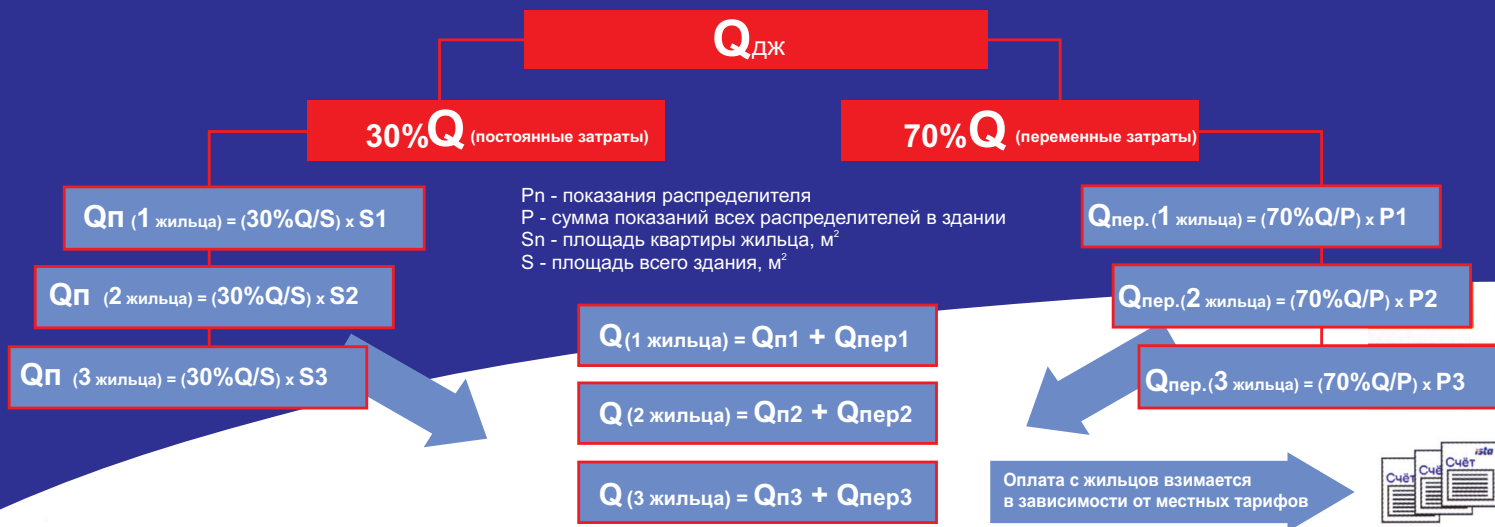 Qдж
30%Q (постоянные затраты)
70%Q (переменные затраты)
Qп (1 жильца) = (30%Q/S) x S1
Qп (2 жильца) = (30%Q/S) x S2
Qп (3 жильца) = (30%Q/S) x S3
Pn - показания распределителя
P - сумма показаний всех распределителей в здании
Sn - площадь квартиры жильца, м²
S - площадь всего здания, м²
Qпер.(1 жильца) = (70%Q/P) x P1
Qпер.(2 жильца) = (70%Q/P) x P2
Qпер.(3 жильца) = (70%Q/P) x P3
Q(1 жильца) = Qп1 + Qпер1
Q (2 жильца) = Qп2 + Qпер2
Q (3 жильца) = Qп3 + Qпер3
Оплата с жильцов взимается
в зависимости от местных тарифов
ista
Счёт
Счё
Счёт